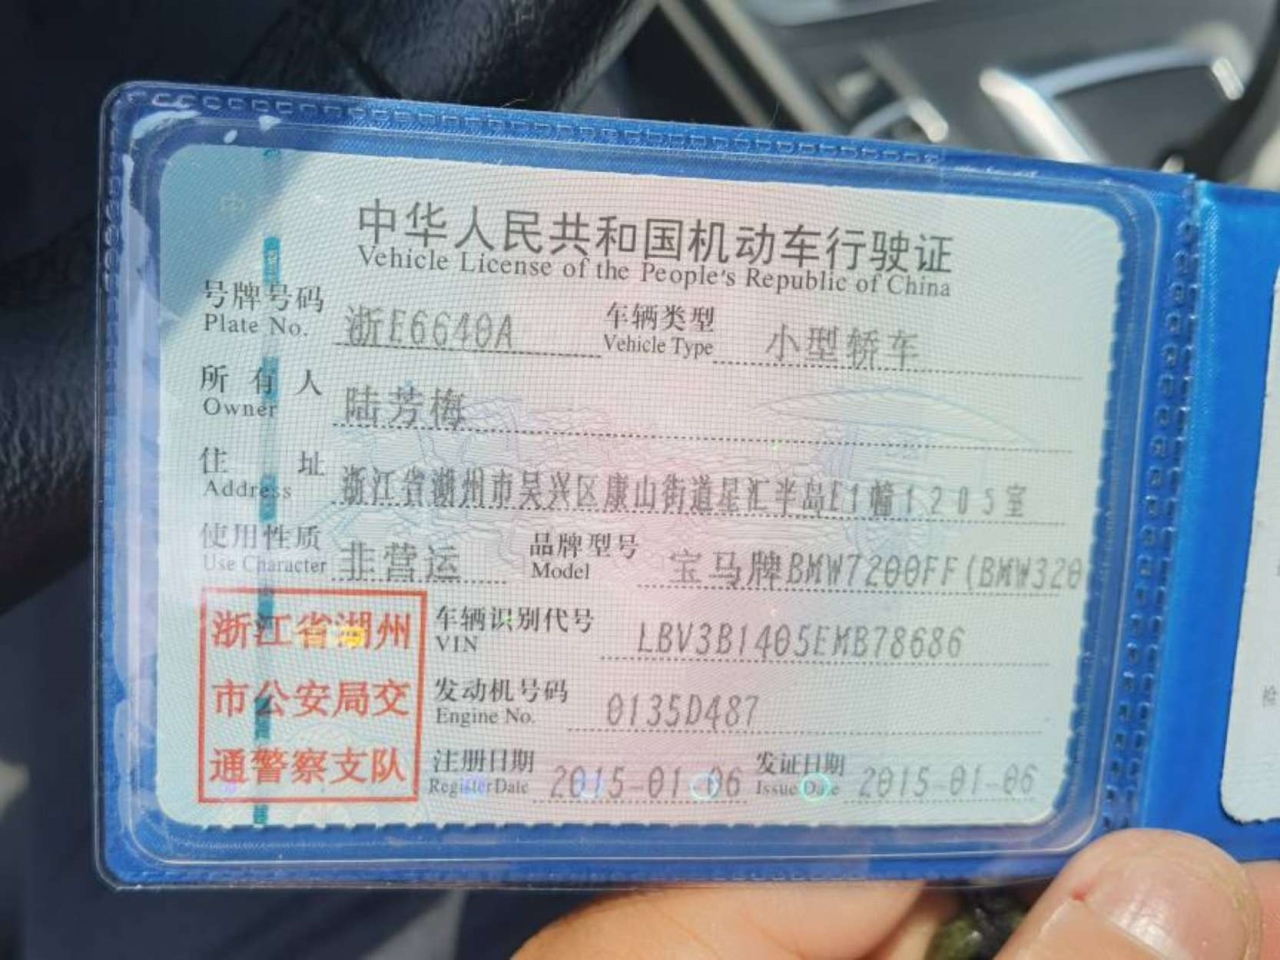 中华人民共和国机动车行驶证
Vehicle License of the People's Republic of China
号牌号码 浙E6640A 车辆类型 小型轿车
Plate No. Vehicle Type
所有人 陆芳梅
Owner
住址 浙江省湖州市吴兴区康山街道星汇半岛E1幢1205室
Address
使用性质 非营运 品牌型号 宝马牌BMW7200FF(BMW320
Use Character Model
浙江省湖州
市公安局交
通警察支队
车辆识别代号 LBV3B1405EMB78686
VIN
发动机号码 0135D487
Engine No.
注册日期 2015-01-06 发证日期 2015-01-06
Register Date Issue Date
检